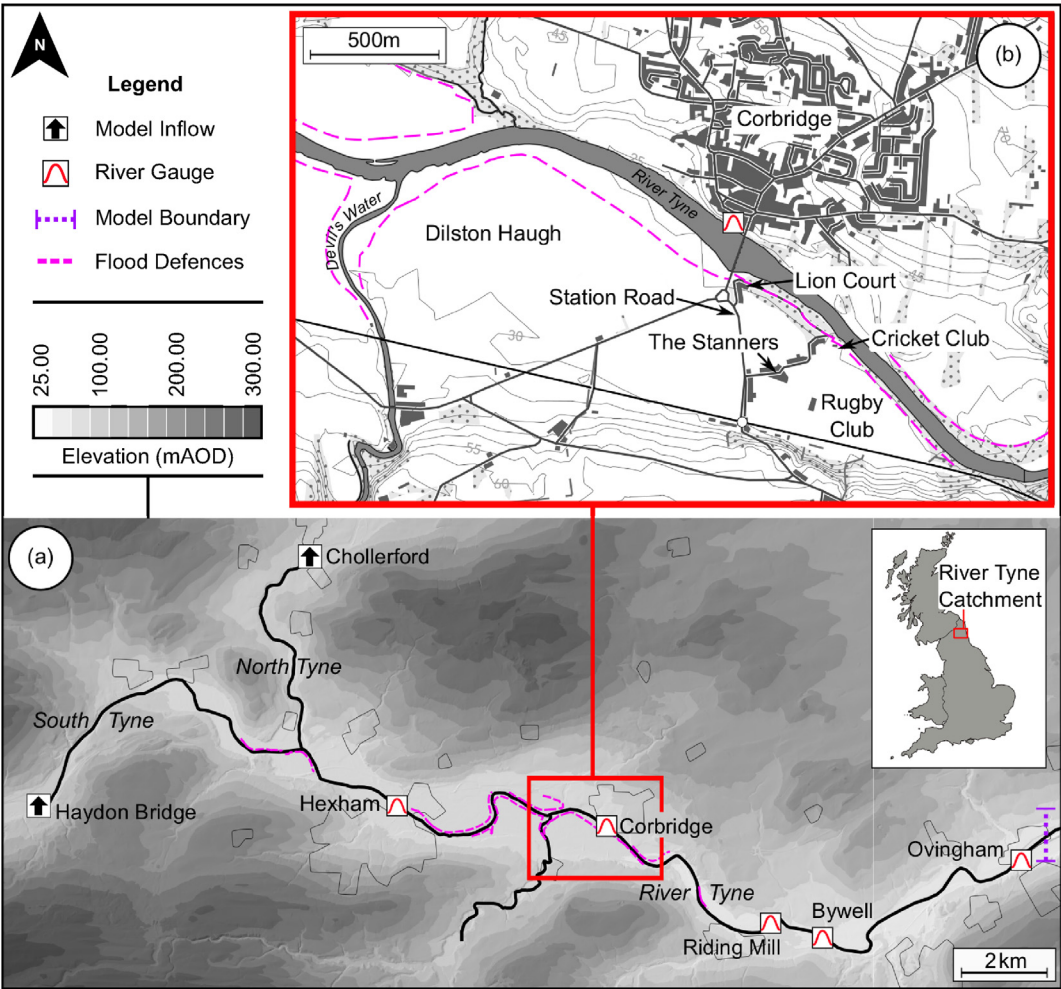 N
Legend
Model Inflow
River Gauge
Model Boundary
Flood Defences
25.00
100.00
200.00
300.00
Elevation (mAOD)
500m
(b)
45
Corbridge
25
River Tyne
Devil's Water
Dilston Haugh
Lion Court
Station Road
30
The Stanners
Cricket Club
Rugby
Club
55
60
(a)
Chollerford
River Tyne
Catchment
North Tyne
South Tyne
Haydon Bridge
Hexham
Corbridge
Ovingham
River Tyne
Bywell
Riding Mill
2km